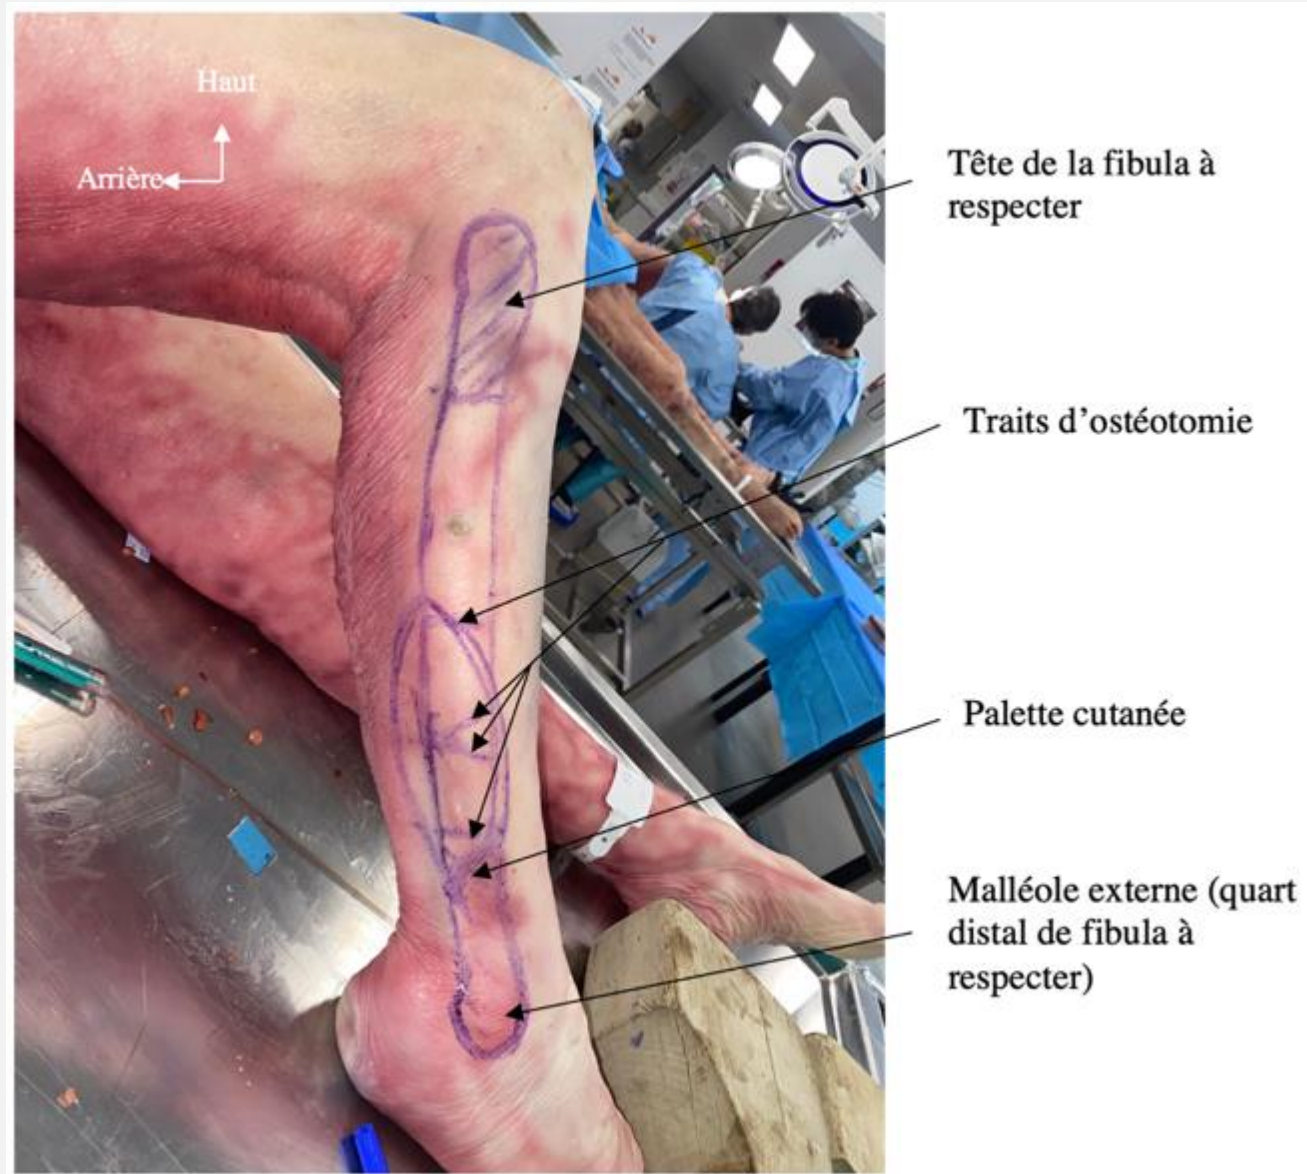 Haut
Arrière
Tête de la fibula à
respecter
Traits d’ostéotomie
Palette cutanée
Malléole externe (quart
distal de fibula à
respecter)